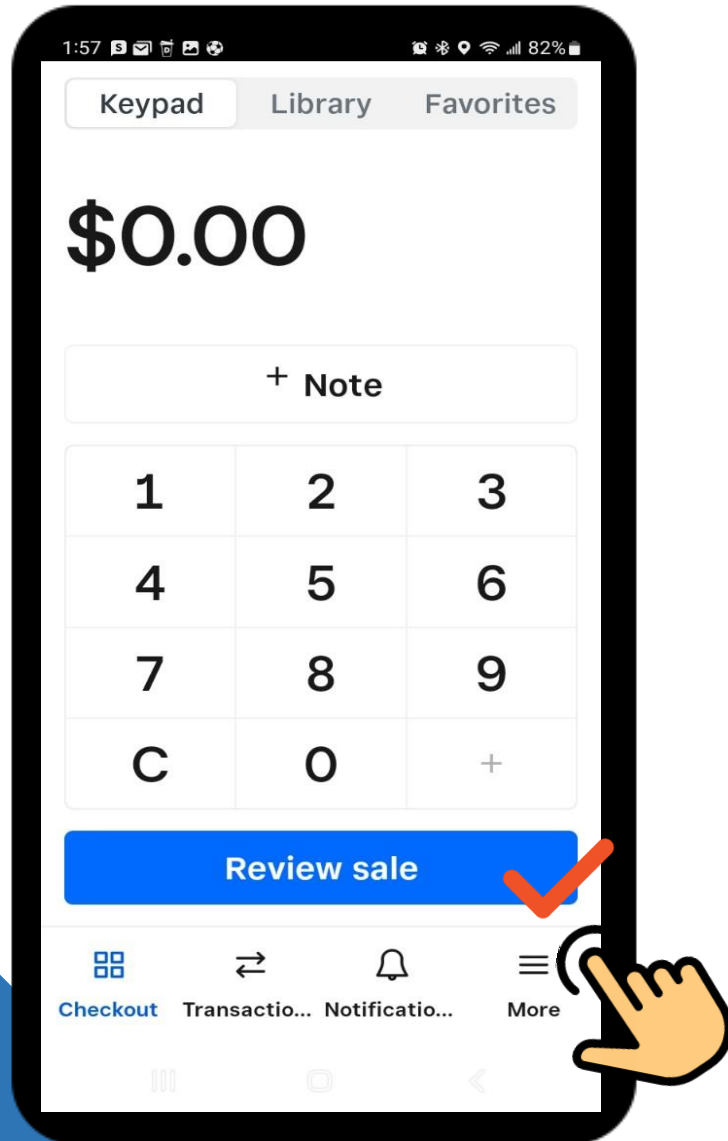 1:57 82%
Keypad Library Favorites
$0.00
+ Note
1 2 3
4 5 6
7 8 9
C 0 +
Review sale
Checkout Transactio... Notificatio... More